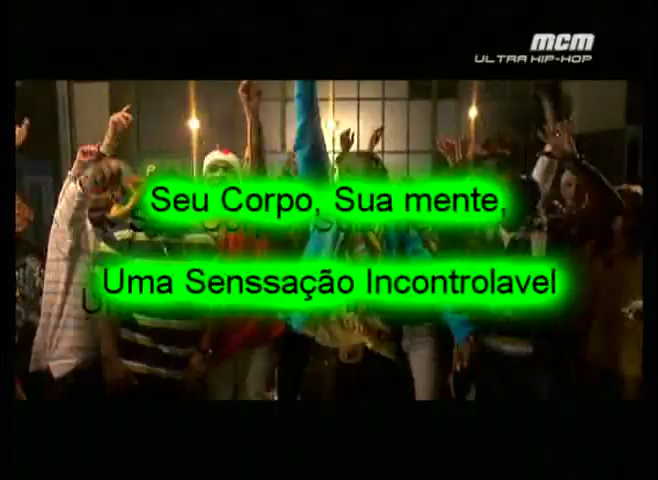 mcm
ULTRA HIP-HOP
Seu Corpo, Sua mente,
Uma Senssação Incontrolavel